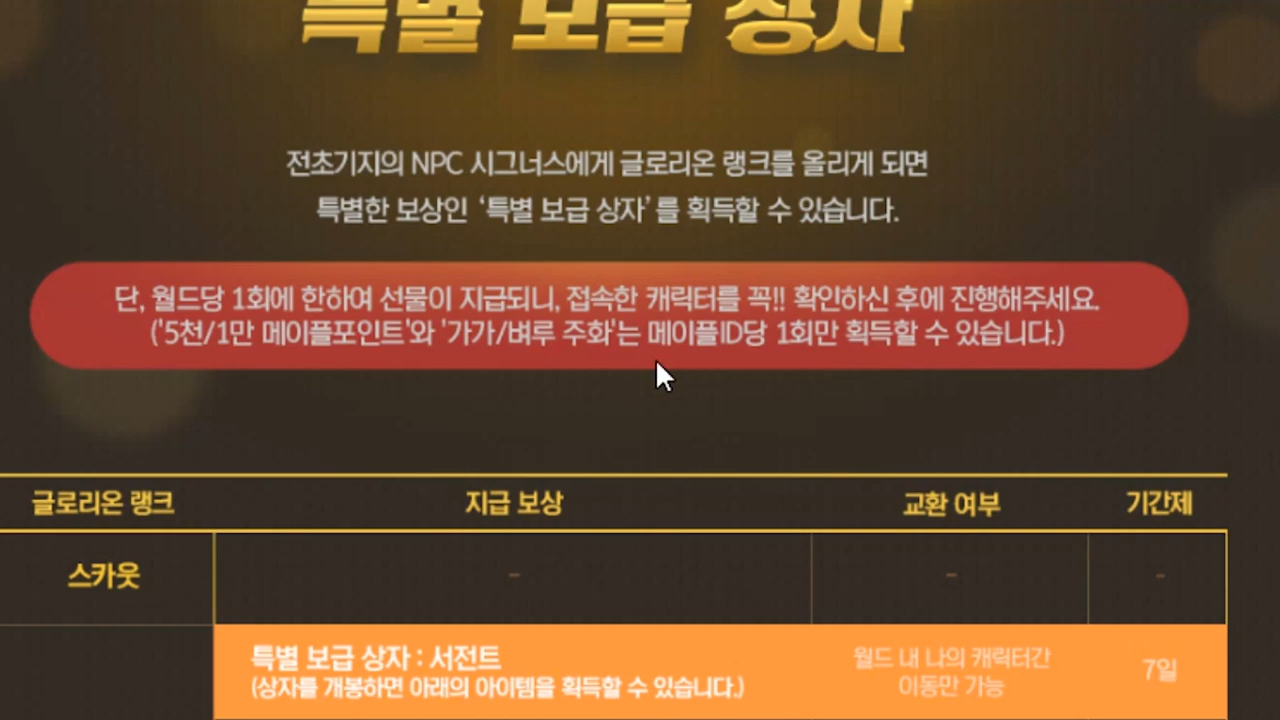 특별 보급 상자
전초기지의 NPC 시그너스에게 글로리온 랭크를 올리게 되면
특별한 보상인 ‘특별 보급 상자’를 획득할 수 있습니다.
단, 월드당 1회에 한하여 선물이 지급되니, 접속한 캐릭터를 꼭!! 확인하신 후에 진행해주세요.
('5천/1만 메이플포인트'와 '가가/벼루 주화'는 메이플ID당 1회만 획득할 수 있습니다.)
글로리온 랭크 지급 보상 교환 여부 기간제
스카웃 - - -
특별 보급 상자 : 서전트
(상자를 개봉하면 아래의 아이템을 획득할 수 있습니다.)
월드 내 나의 캐릭터간
이동만 가능
7일